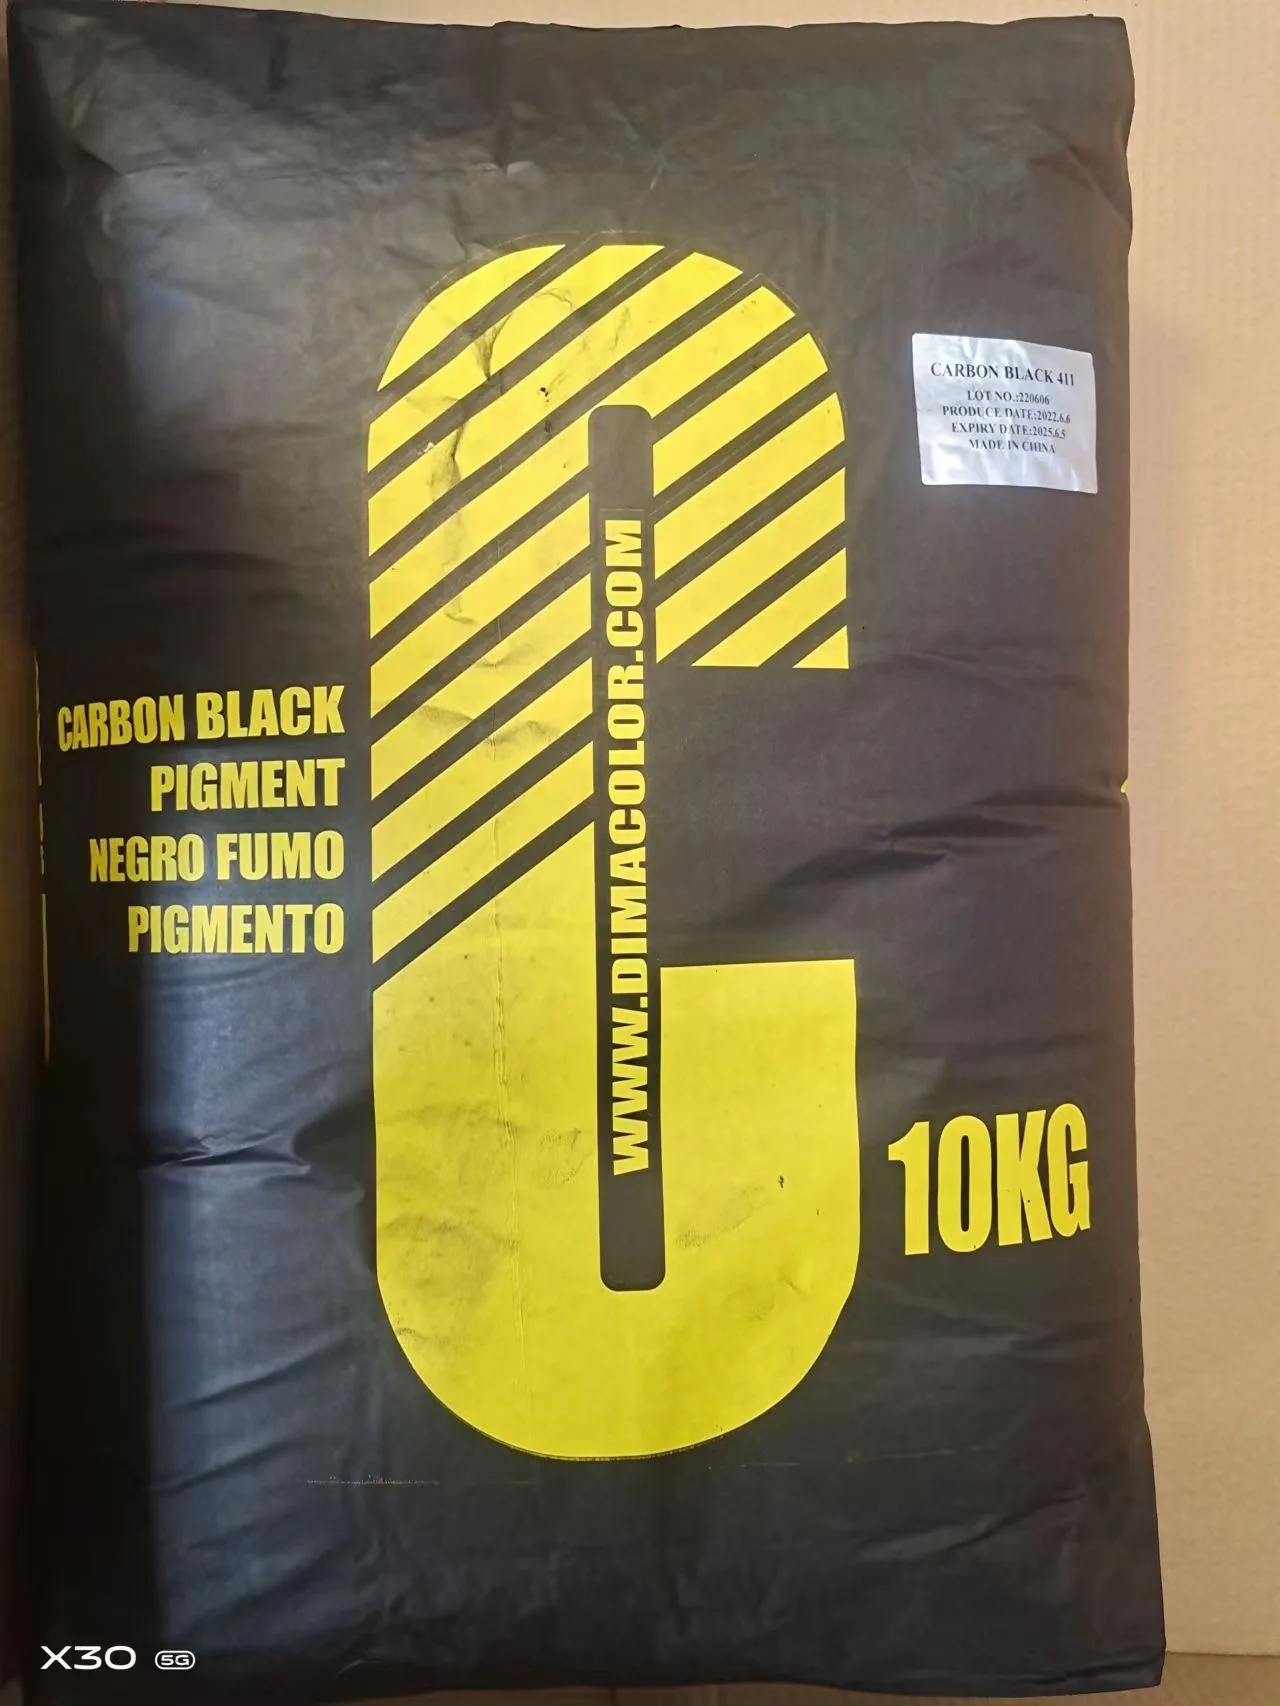 CARBON BLACK 411
LOT NO.:220606
PRODUCE DATE:2022.6.6
EXPIRY DATE:2025.6.5
MADE IN CHINA
WWW.DIMACOLOR.COM
CARBON BLACK
PIGMENT
NEGRO FUMO
PIGMENTO
10KG
X30 5G